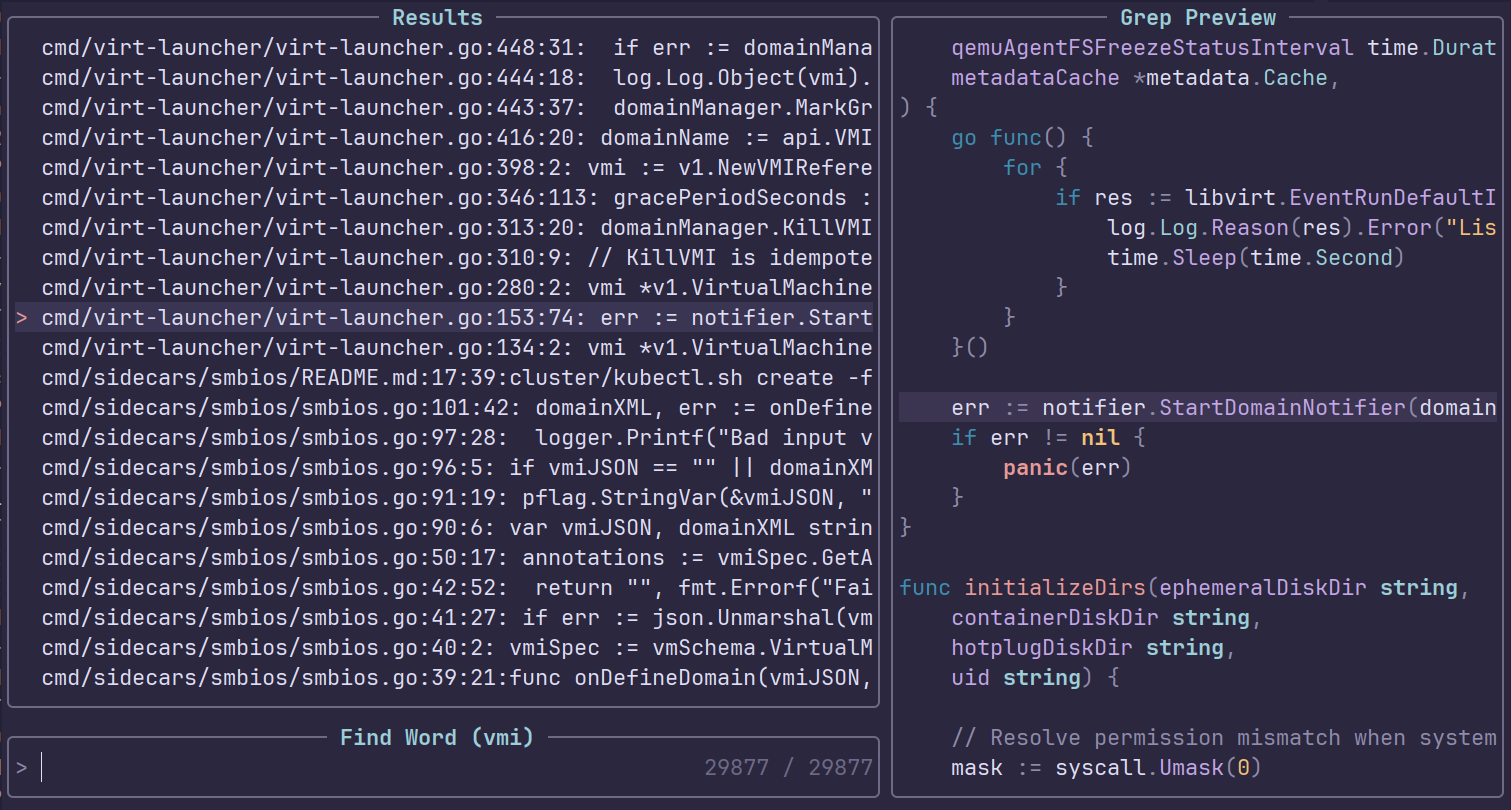 Results
cmd/virt-launcher/virt-launcher.go:448:31:  if err := domainMana
cmd/virt-launcher/virt-launcher.go:444:18:  log.Log.Object(vmi).
cmd/virt-launcher/virt-launcher.go:443:37:  domainManager.MarkGr
cmd/virt-launcher/virt-launcher.go:416:20: domainName := api.VMI
cmd/virt-launcher/virt-launcher.go:398:2: vmi := v1.NewVMIRefere
cmd/virt-launcher/virt-launcher.go:346:113: gracePeriodSeconds :
cmd/virt-launcher/virt-launcher.go:313:20: domainManager.KillVMI
cmd/virt-launcher/virt-launcher.go:310:9: // KillVMI is idempote
cmd/virt-launcher/virt-launcher.go:280:2: vmi *v1.VirtualMachine
> cmd/virt-launcher/virt-launcher.go:153:74: err := notifier.Start
cmd/virt-launcher/virt-launcher.go:134:2: vmi *v1.VirtualMachine
cmd/sidecars/smbios/README.md:17:39:cluster/kubectl.sh create -f
cmd/sidecars/smbios/smbios.go:101:42: domainXML, err := onDefine
cmd/sidecars/smbios/smbios.go:97:28:  logger.Printf("Bad input v
cmd/sidecars/smbios/smbios.go:96:5: if vmiJSON == "" || domainXM
cmd/sidecars/smbios/smbios.go:91:19: pflag.StringVar(&vmiJSON, "
cmd/sidecars/smbios/smbios.go:90:6: var vmiJSON, domainXML strin
cmd/sidecars/smbios/smbios.go:50:17: annotations := vmiSpec.GetA
cmd/sidecars/smbios/smbios.go:42:52:  return "", fmt.Errorf("Fai
cmd/sidecars/smbios/smbios.go:41:27: if err := json.Unmarshal(vm
cmd/sidecars/smbios/smbios.go:40:2: vmiSpec := vmSchema.VirtualM
cmd/sidecars/smbios/smbios.go:39:21:func onDefineDomain(vmiJSON,
Find Word (vmi)
> 29877 / 29877
Grep Preview
    qemuAgentFSFreezeStatusInterval time.Durat
    metadataCache *metadata.Cache,
) {
    go func() {
        for {
            if res := libvirt.EventRunDefaultI
                log.Log.Reason(res).Error("Lis
                time.Sleep(time.Second)
            }
        }
    }()
    err := notifier.StartDomainNotifier(domain
    if err != nil {
        panic(err)
    }
}
func initializeDirs(ephemeralDiskDir string,
    containerDiskDir string,
    hotplugDiskDir string,
    uid string) {
    // Resolve permission mismatch when system
    mask := syscall.Umask(0)